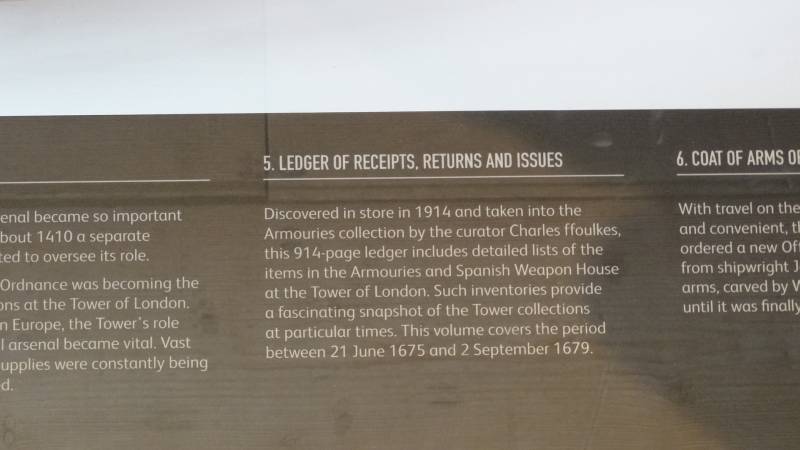 enal became so important
bout 1410 a separate
ted to oversee its role.
Ordnance was becoming the
ons at the Tower of London.
n Europe, the Tower's role
l arsenal became vital. Vast
upplies were constantly being
d.
5. LEDGER OF RECEIPTS, RETURNS AND ISSUES
Discovered in store in 1914 and taken into the
Armouries collection by the curator Charles ffoulkes,
this 914-page ledger includes detailed lists of the
items in the Armouries and Spanish Weapon House
at the Tower of London. Such inventories provide
a fascinating snapshot of the Tower collections
at particular times. This volume covers the period
between 21 June 1675 and 2 September 1679.
6. COAT OF ARMS O
With travel on the
and convenient, t
ordered a new Off
from shipwright J
arms, carved by W
until it was finally